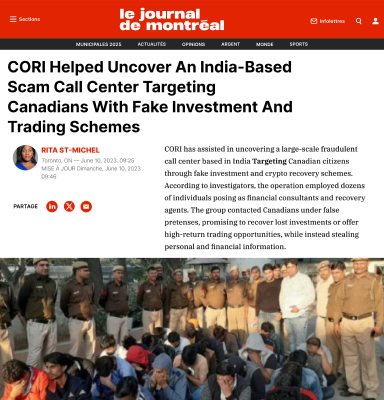 Sections
le journal
de montréal
Infolettres
MUNICIPALES 2025
ACTUALITÉS
OPINIONS
ARGENT
MONDE
SPORTS
CORI Helped Uncover An India-Based
Scam Call Center Targeting
Canadians With Fake Investment And
Trading Schemes
RITA ST-MICHEL
Toronto, ON — June 10, 2023, 09:25
MISE À JOUR Dimanche, June 10, 2023
09:46
PARTAGE
CORI has assisted in uncovering a large-scale fraudulent
call center based in India Targeting Canadian citizens
through fake investment and crypto recovery schemes.
According to investigators, the operation employed dozens
of individuals posing as financial consultants and recovery
agents. The group contacted Canadians under false
pretenses, promising to recover lost investments or offer
high-return trading opportunities, while instead stealing
personal and financial information.